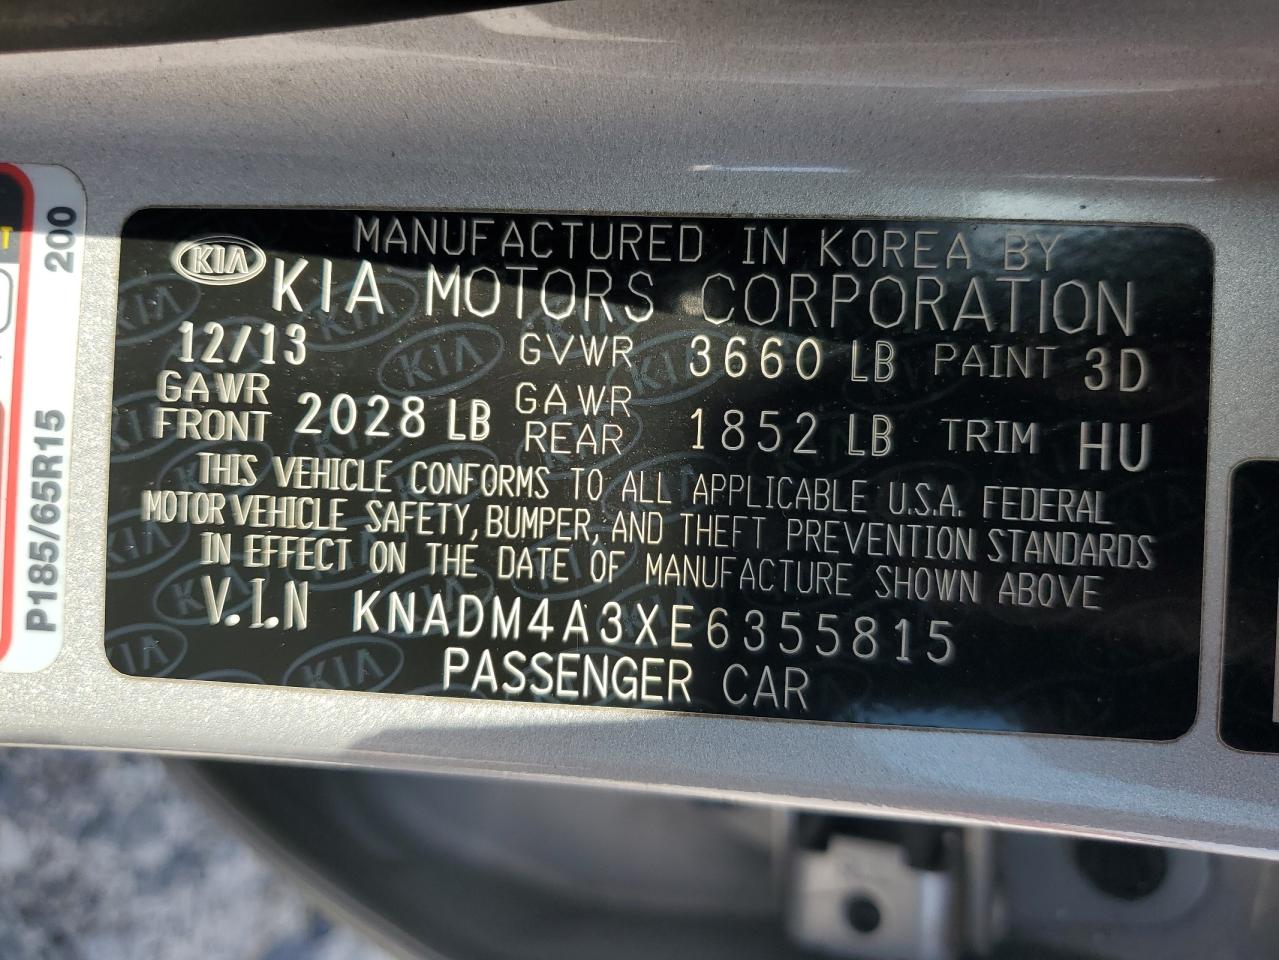 MANUFACTURED IN KOREA BY
KIA KIA MOTORS CORPORATION
12/13 GVWR 3660 LB PAINT 3D
GAWR FRONT 2028 LB GAWR REAR 1852 LB TRIM HU
THIS VEHICLE CONFORMS TO ALL APPLICABLE U.S.A. FEDERAL
MOTOR VEHICLE SAFETY, BUMPER, AND THEFT PREVENTION STANDARDS
IN EFFECT ON THE DATE OF MANUFACTURE SHOWN ABOVE
V.I.N KNADM4A3XE6355815
PASSENGER CAR
P185/65R15 200